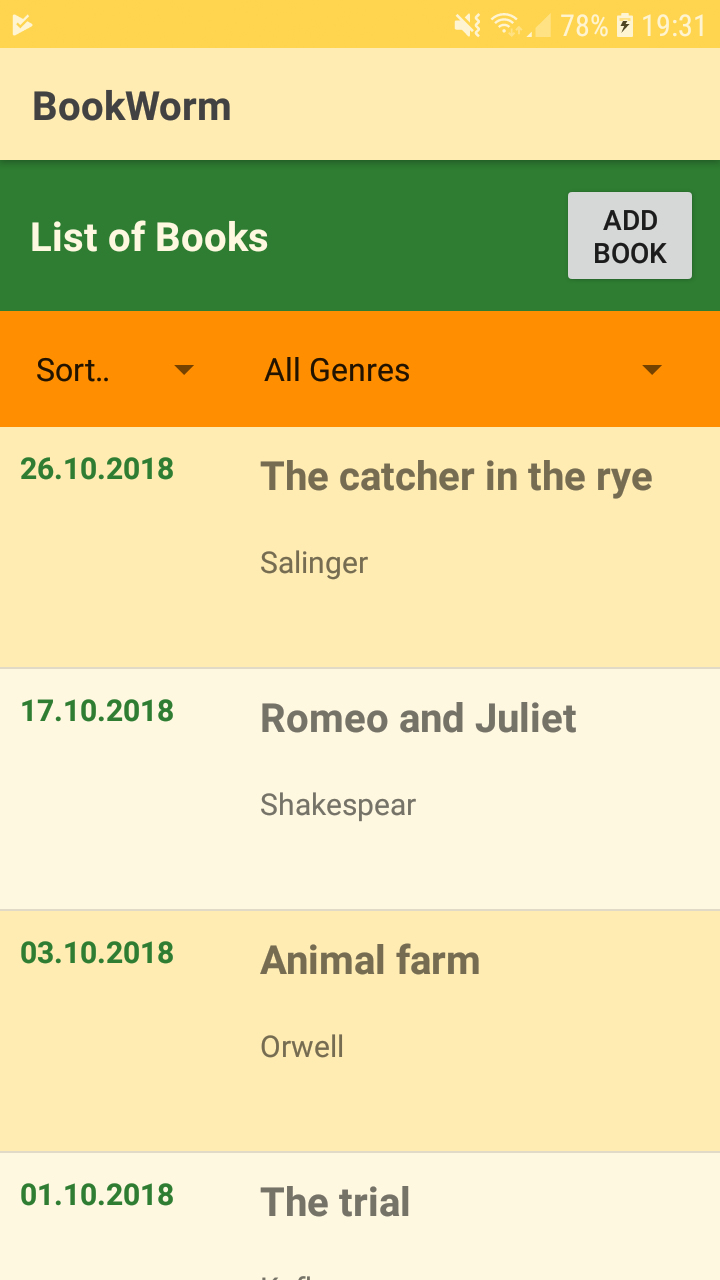 78% 19:31
BookWorm
List of Books
ADD
BOOK
Sort..
All Genres
26.10.2018
The catcher in the rye
Salinger
17.10.2018
Romeo and Juliet
Shakespear
03.10.2018
Animal farm
Orwell
01.10.2018
The trial